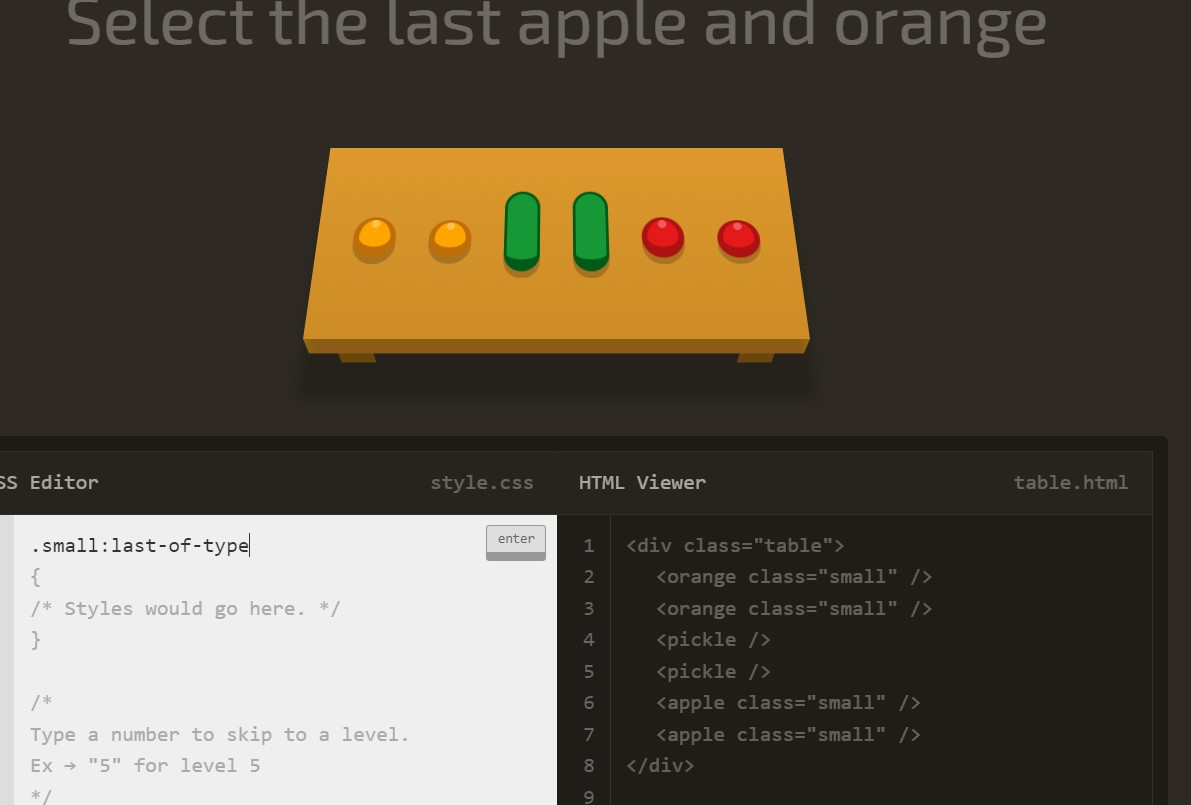 Select the last apple and orange
SS Editor
style.css
HTML Viewer
table.html
.small:last-of-type
enter
{
/* Styles would go here. */
}
/*
Type a number to skip to a level.
Ex → "5" for level 5
*/
1 <div class="table">
2 <orange class="small" />
3 <orange class="small" />
4 <pickle />
5 <pickle />
6 <apple class="small" />
7 <apple class="small" />
8 </div>
9